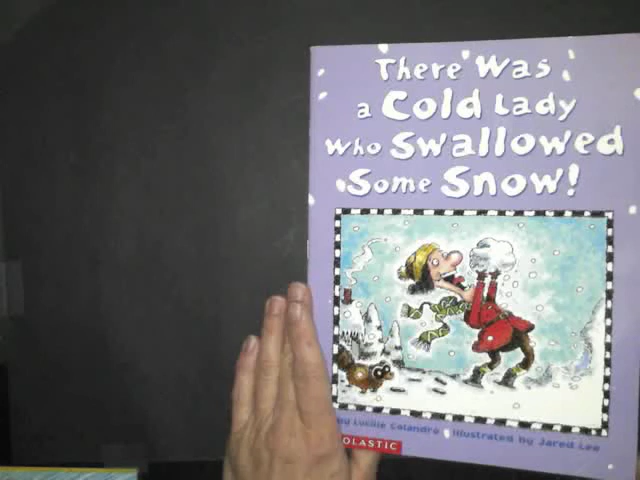 There Was
a Cold Lady
Who Swallowed
Some Snow!
by Lucille Colandro Illustrated by Jared Lee
SCHOLASTIC